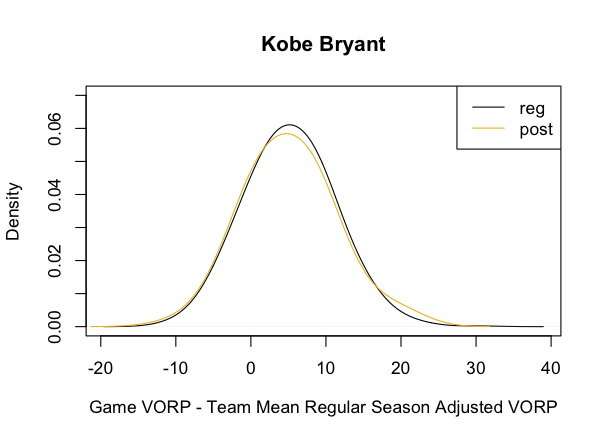 Kobe Bryant
reg
post
Density
0.00
0.02
0.04
0.06
-20
-10
0
10
20
30
40
Game VORP - Team Mean Regular Season Adjusted VORP